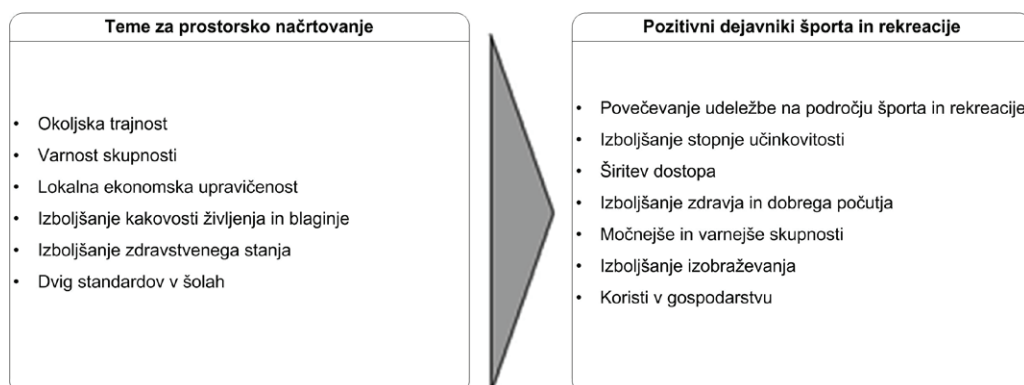 Teme za prostorsko načrtovanje
• Okoljska trajnost
• Varnost skupnosti
• Lokalna ekonomska upravičenost
• Izboljšanje kakovosti življenja in blaginje
• Izboljšanje zdravstvenega stanja
• Dvig standardov v šolah
Pozitivni dejavniki športa in rekreacije
• Povečevanje udeležbe na področju športa in rekreacije
• Izboljšanje stopnje učinkovitosti
• Širitev dostopa
• Izboljšanje zdravja in dobrega počutja
• Močnejše in varnejše skupnosti
• Izboljšanje izobraževanja
• Koristi v gospodarstvu